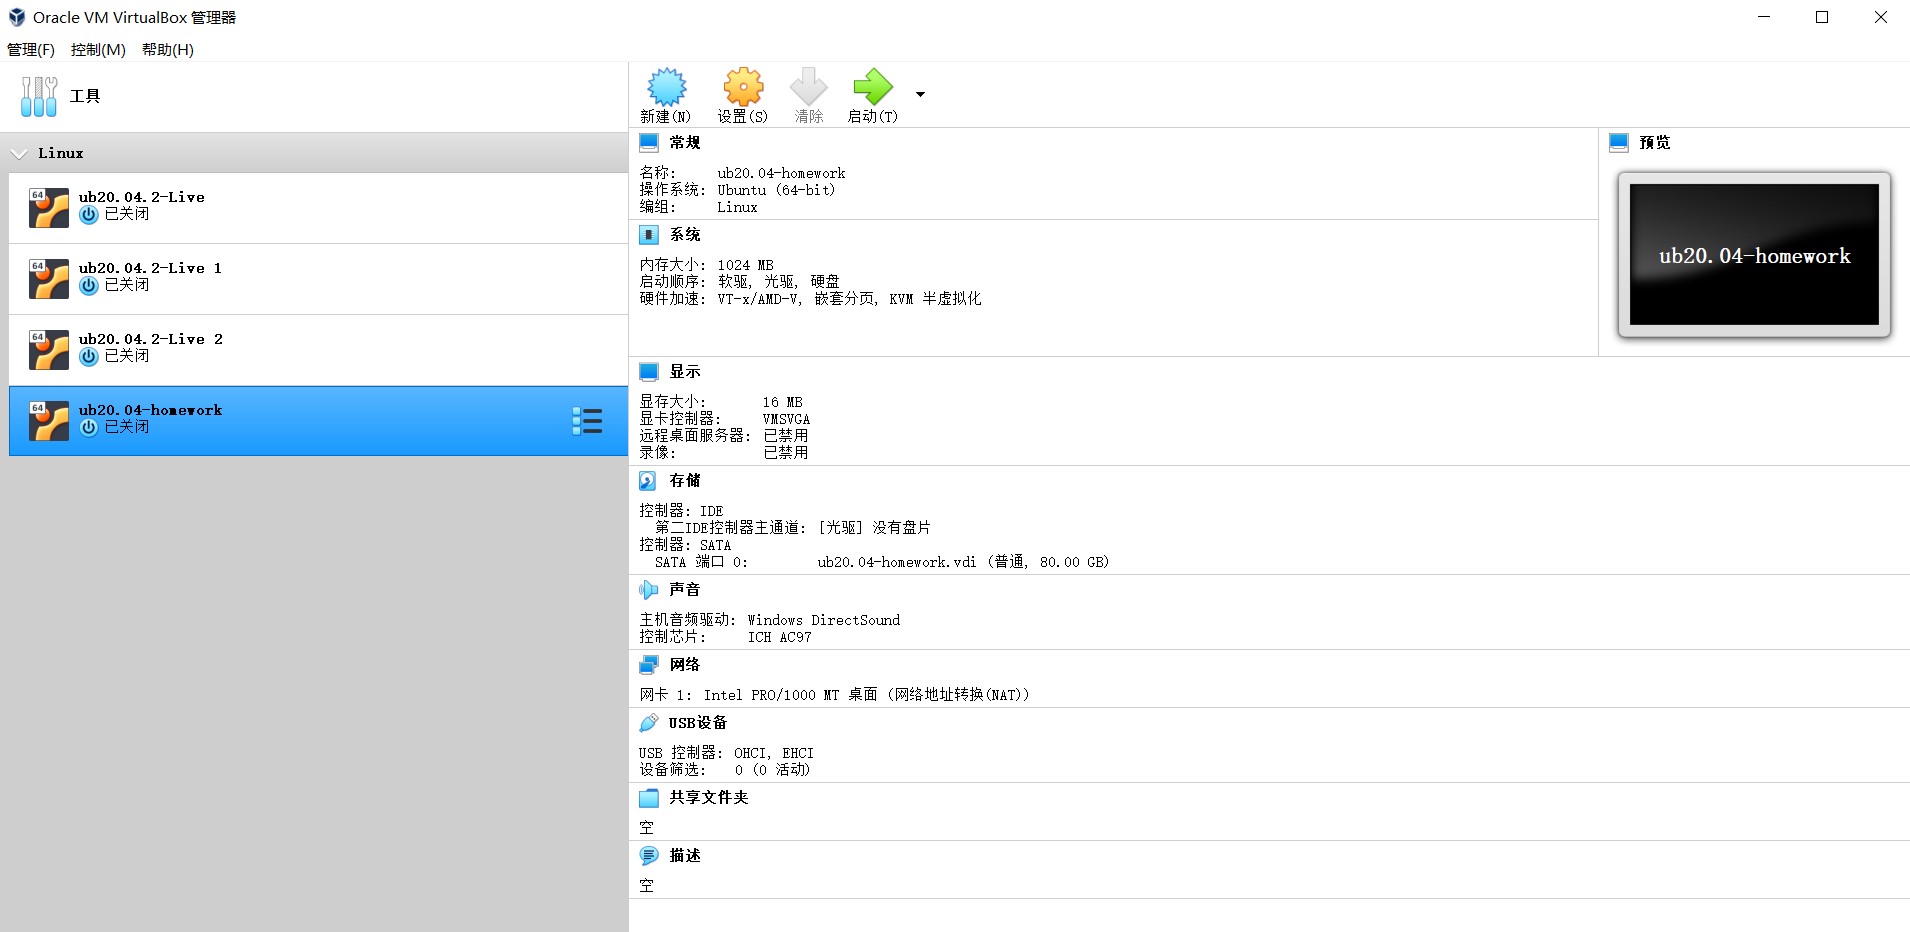 Oracle VM VirtualBox 管理器
管理(F) 控制(M) 帮助(H)
工具
Linux
64
ub20.04.2-Live
已关闭
64
ub20.04.2-Live 1
已关闭
64
ub20.04.2-Live 2
已关闭
64
ub20.04-homework
已关闭
新建(N) 设置(S) 清除 启动(T)
常规
名称: ub20.04-homework
操作系统: Ubuntu (64-bit)
编组: Linux
预览
ub20.04-homework
系统
内存大小: 1024 MB
启动顺序: 软驱, 光驱, 硬盘
硬件加速: VT-x/AMD-V, 嵌套分页, KVM 半虚拟化
显示
显存大小: 16 MB
显卡控制器: VMSVGA
远程桌面服务器: 已禁用
录像: 已禁用
存储
控制器: IDE
第二IDE控制器主通道: [光驱] 没有盘片
控制器: SATA
SATA 端口 0: ub20.04-homework.vdi (普通, 80.00 GB)
声音
主机音频驱动: Windows DirectSound
控制芯片: ICH AC97
网络
网卡 1: Intel PRO/1000 MT 桌面 (网络地址转换(NAT))
USB设备
USB 控制器: OHCI, EHCI
设备筛选: 0 (0 活动)
共享文件夹
空
描述
空